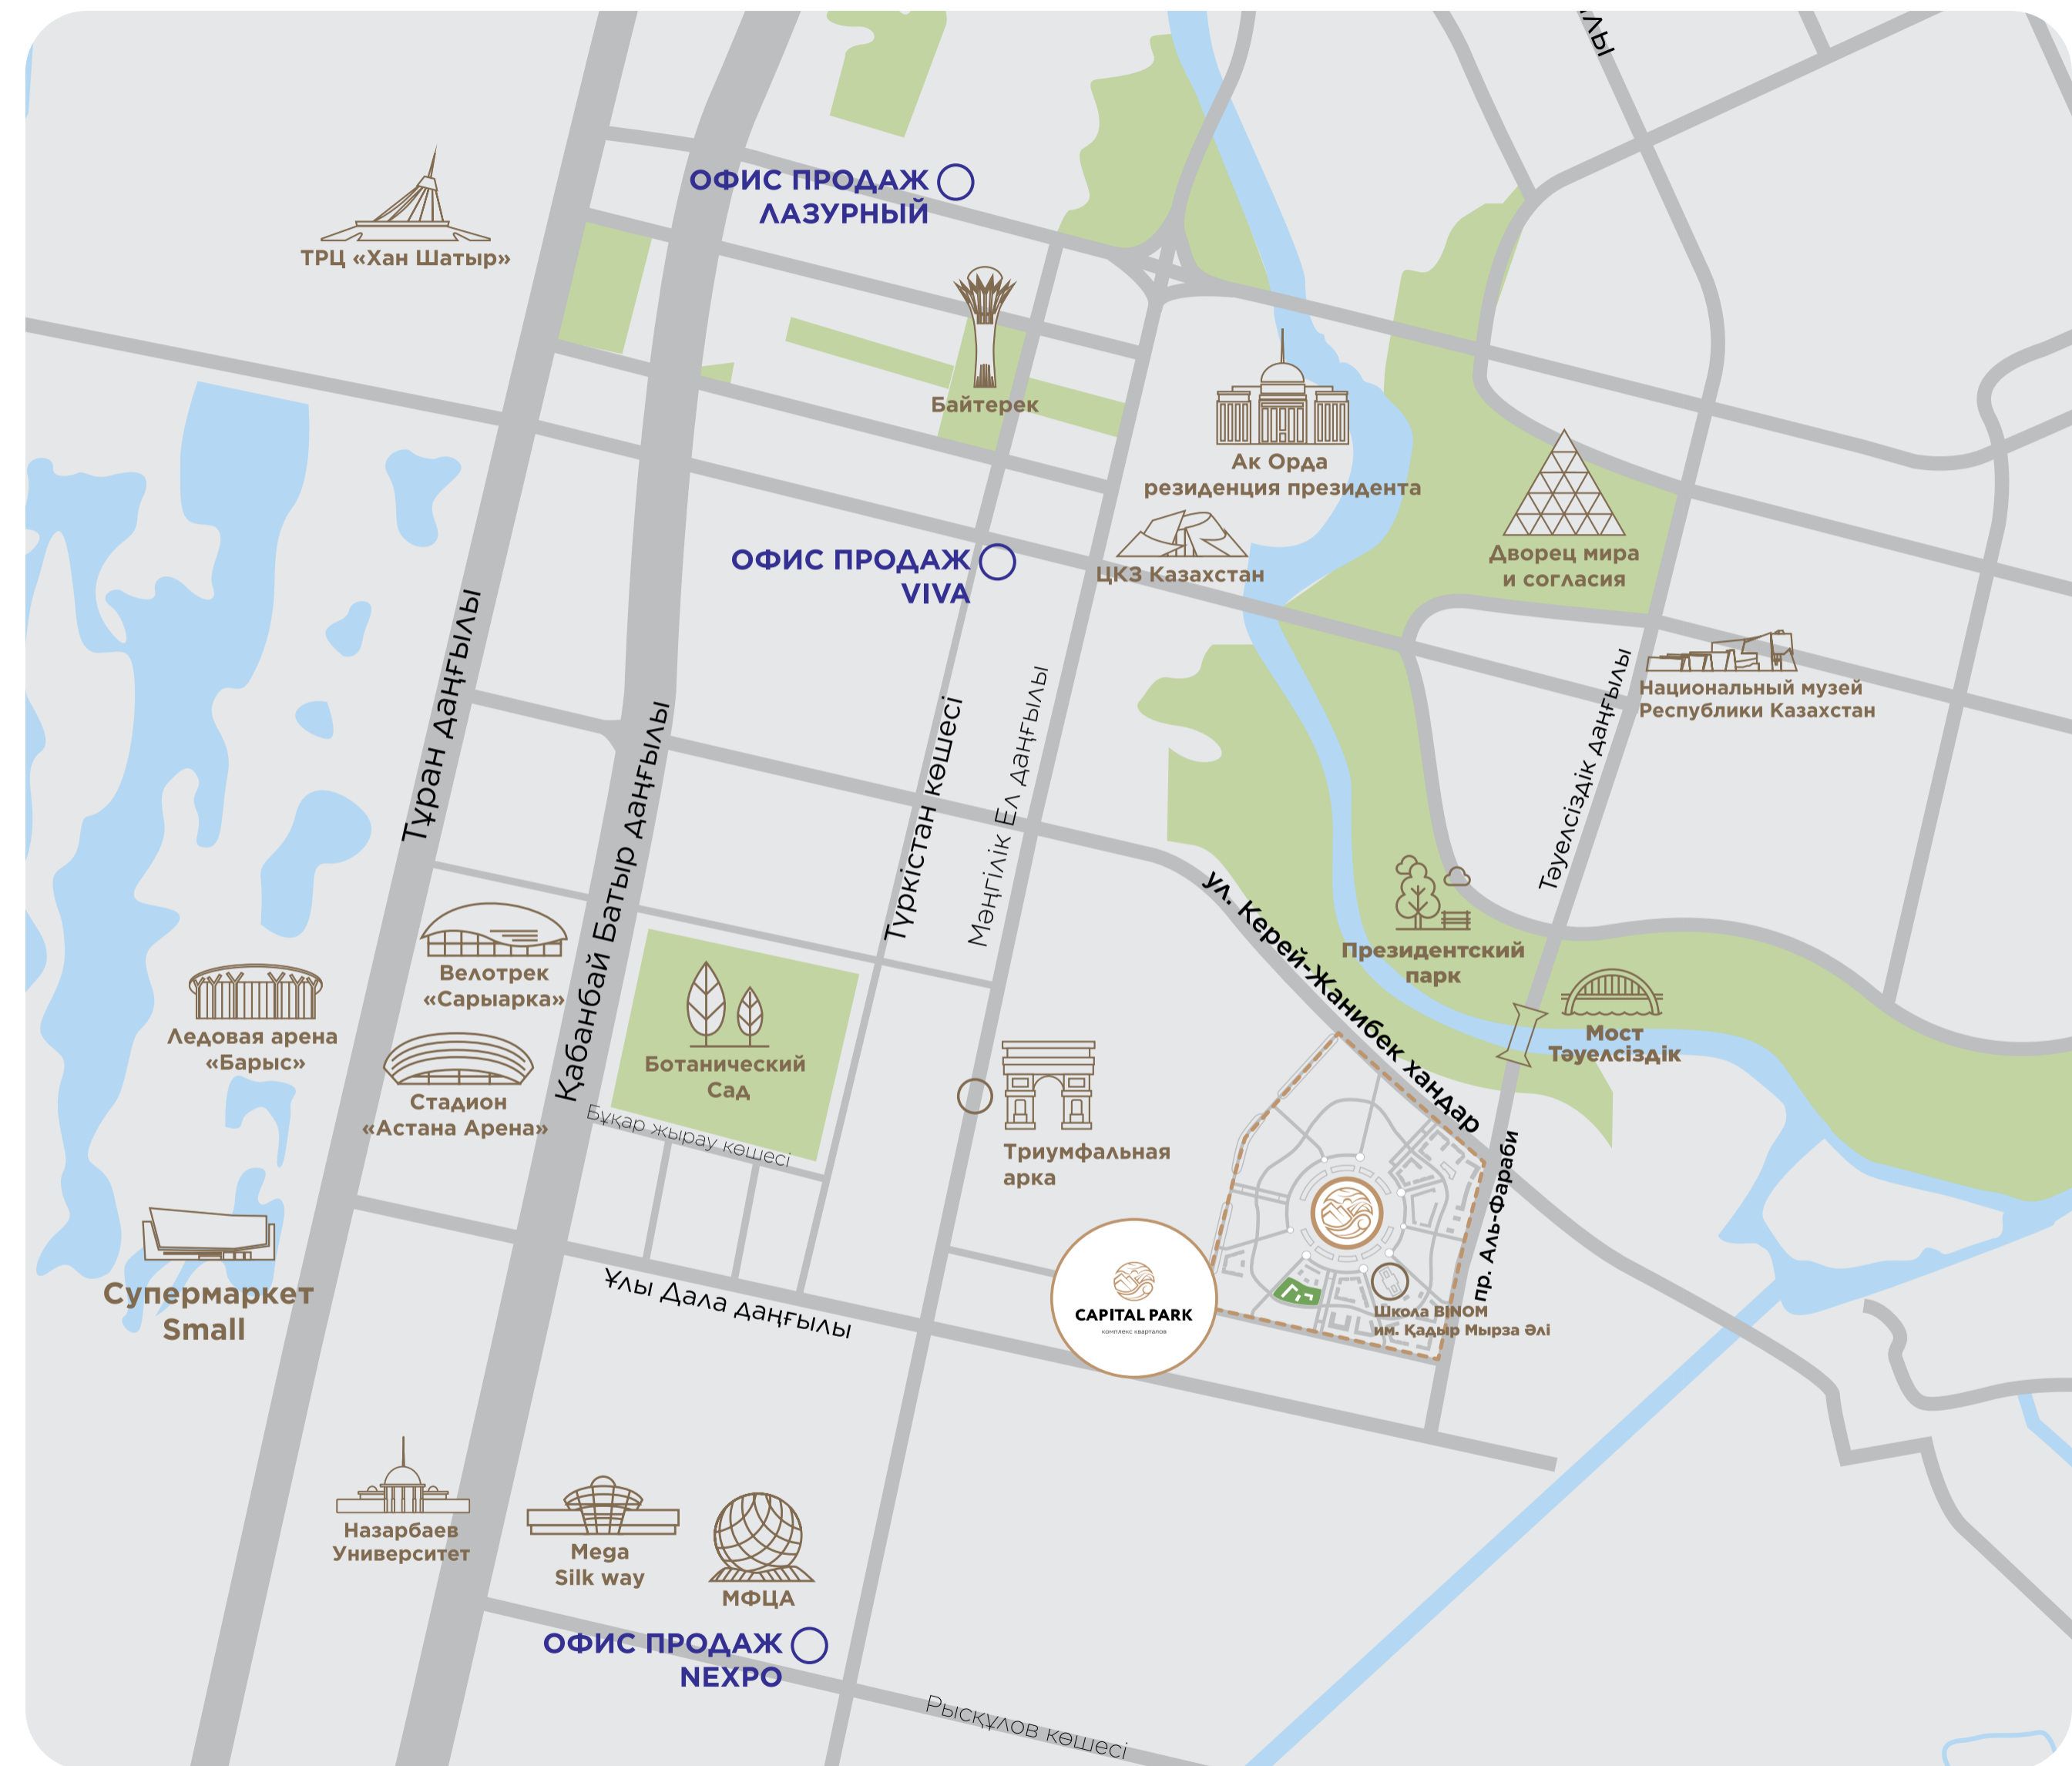 ОФИС ПРОДАЖ
ЛАЗУРНЫЙ
ТРЦ «Хан Шатыр»
Байтерек
Ак Орда
резиденция президента
ОФИС ПРОДАЖ
VIVA
ЦКЗ Казахстан
Дворец мира
и согласия
Национальный музей
Республики Казахстан
Тұран даңғылы
Қабанбай Батыр даңғылы
Түркістан көшесі
Мәңгілік Ел даңғылы
Тәуелсіздік даңғылы
ул. Керей-Жанибек хандар
Президентский
парк
Велотрек
«Сарыарка»
Ледовая арена
«Барыс»
Ботанический
Сад
Мост
Тәуелсіздік
Стадион
«Астана Арена»
Бұқар жырау көшесі
Триумфальная
арка
пр. Аль-Фараби
Супермаркет
Small
Ұлы Дала даңғылы
CAPITAL PARK
комплекс кварталов
Школа BINOM
им. Қадыр Мырза Әлі
Назарбаев
Университет
Mega
Silk way
МФЦА
ОФИС ПРОДАЖ
NEXPO
Рысқұлов көшесі